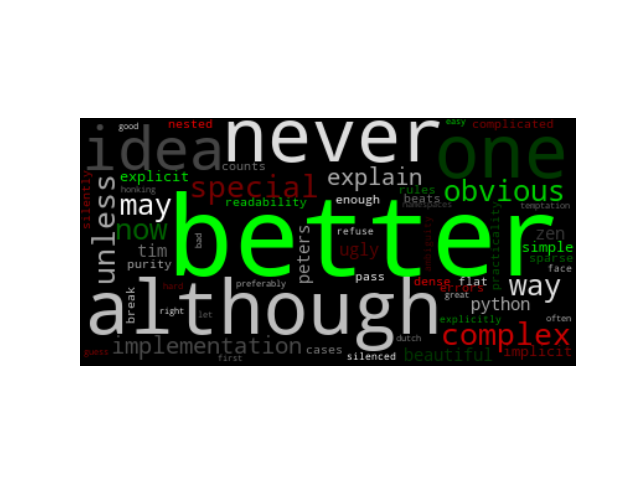 good
nested
never
easy
complicated
idea
one
counts
explicit
explain
special
honking
rules
obvious
silently
unless
may
readability
enough
beats
namespaces
temptation
better
now
bad
peters
refuse
ambiguity
practicality
zen
tim
ugly
simple
purity
sparse
face
pass
hard
preferably
dense
flat
errors
way
although
break
great
python
right
let
explicitly
often
complex
dutch
implementation
cases
guess
first
silenced
beautiful
implicit